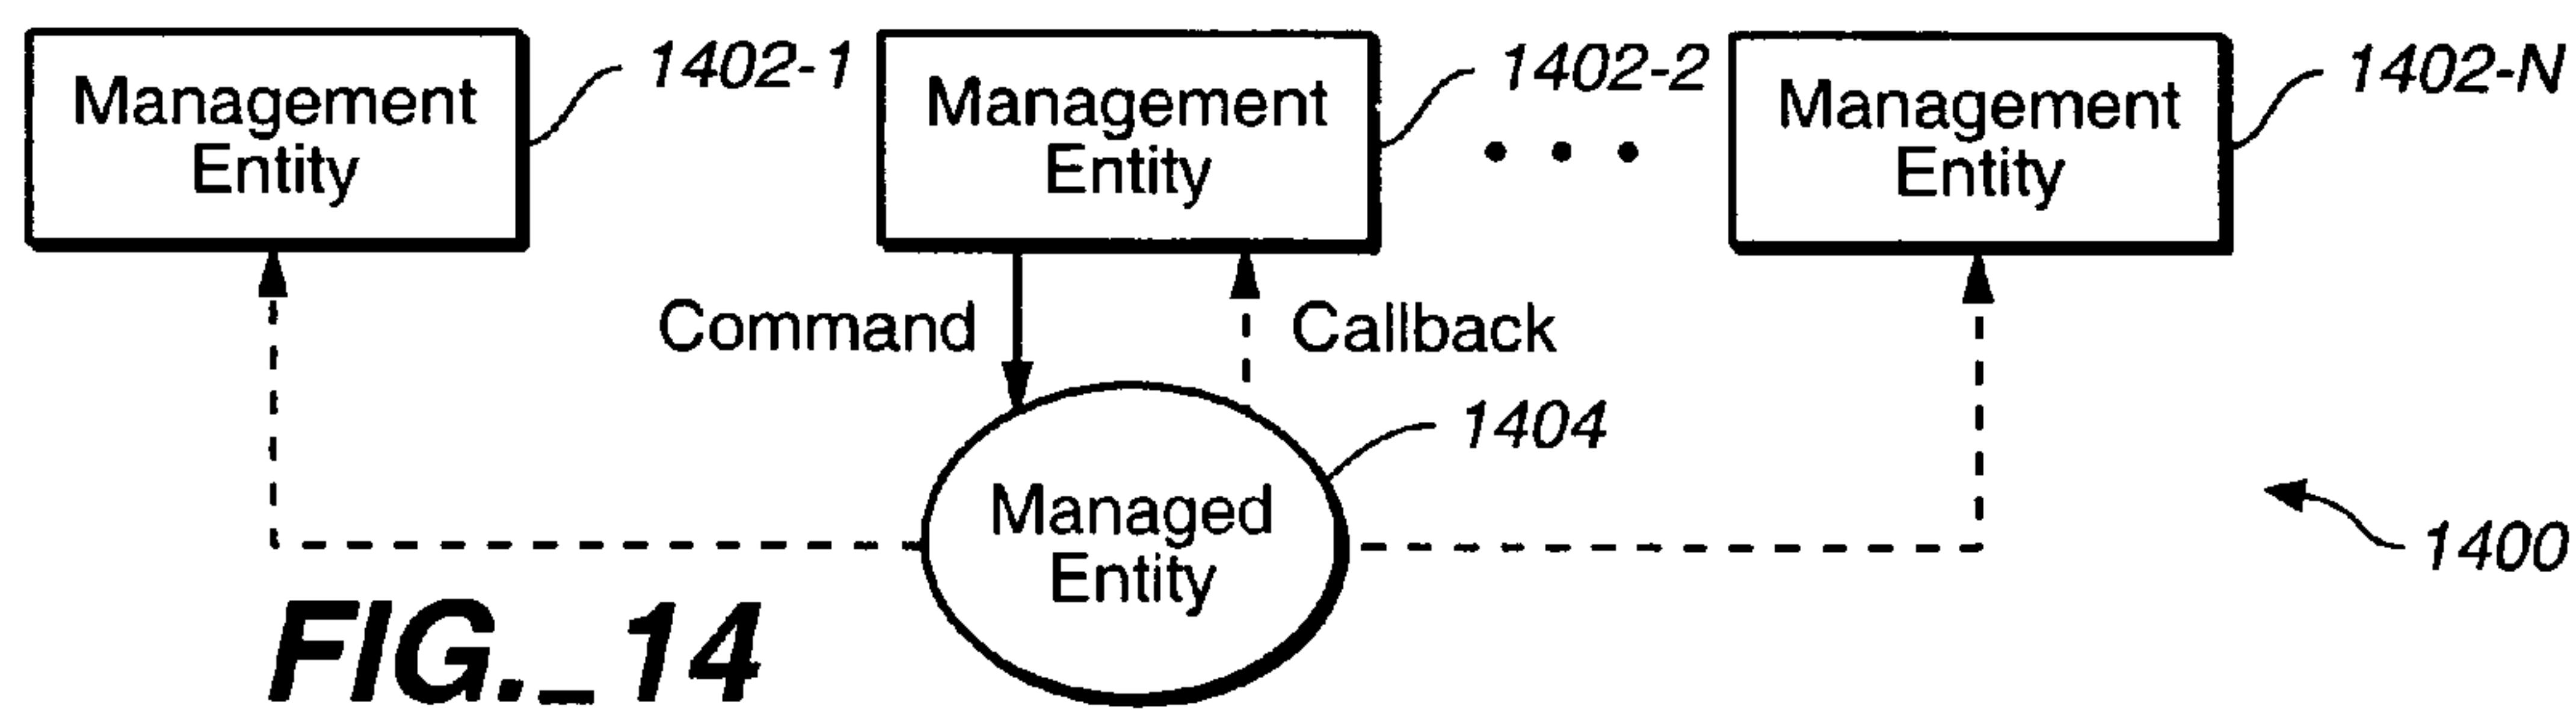 Management
Entity
1402-1
Management
Entity
1402-2
• • •
Management
Entity
1402-N
Command
Callback
1404
Managed
Entity
1400
FIG._14